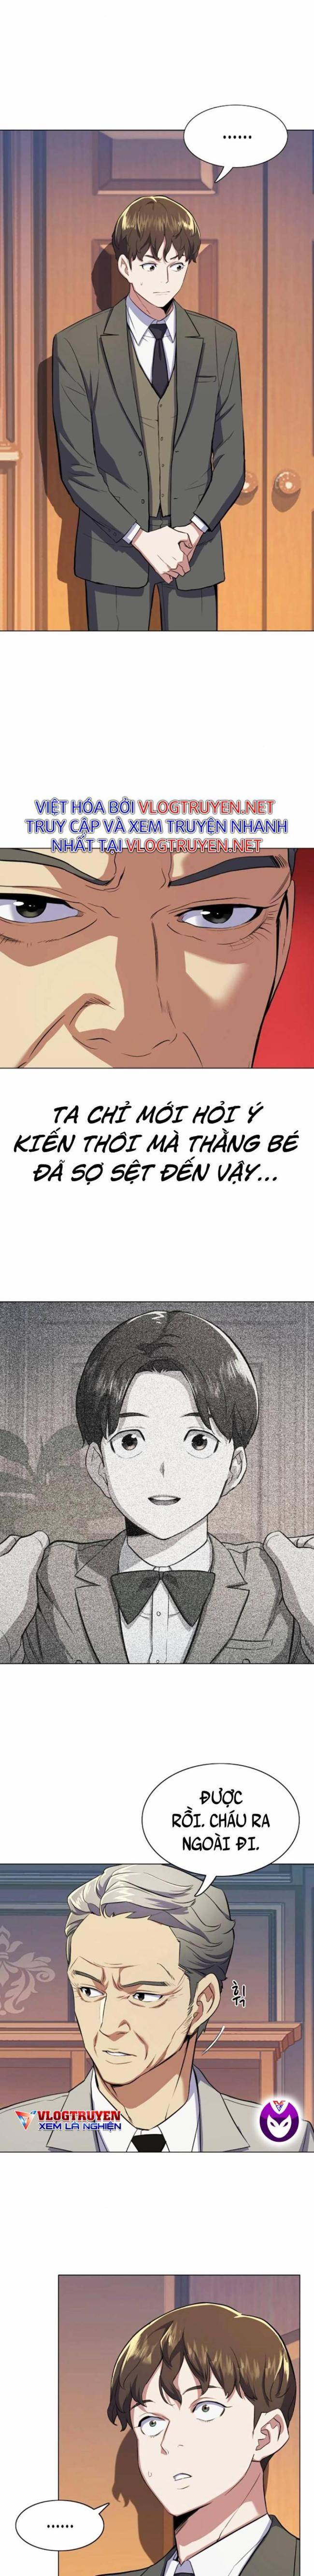 ......
VIỆT HÓA BỞI VLOGTRUYEN.NET
TRUY CẬP VÀ XEM TRUYỆN NHANH
NHẤT TẠI VLOGTRUYEN.NET
TA CHỈ MỚI HỎI Ý
KIẾN THÔI MÀ THẰNG BÉ
ĐÃ SỢ SỆT ĐẾN VẬY...
ĐƯỢC
RỒI. CHÁU RA
NGOÀI ĐI.
VLOGTRUYEN
XEM LÀ NGHIỆN
......